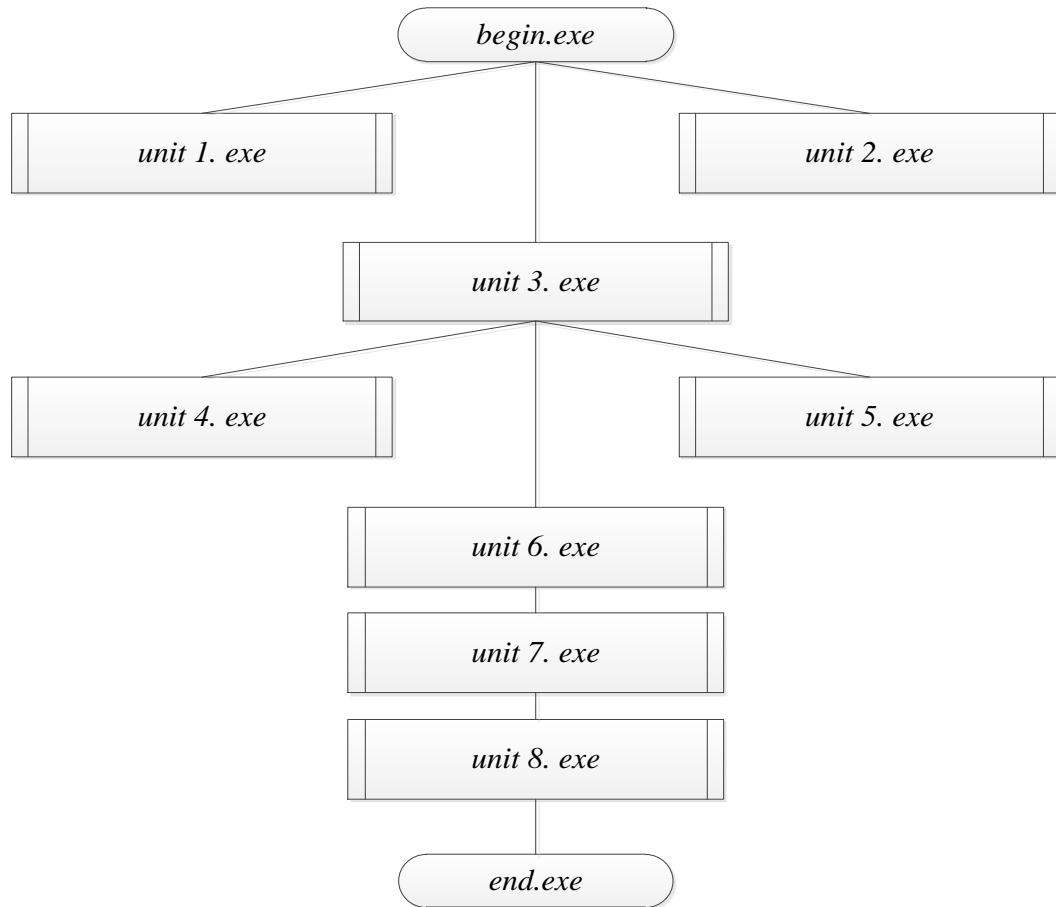 begin.exe
unit 1. exe
unit 2. exe
unit 3. exe
unit 4. exe
unit 5. exe
unit 6. exe
unit 7. exe
unit 8. exe
end.exe